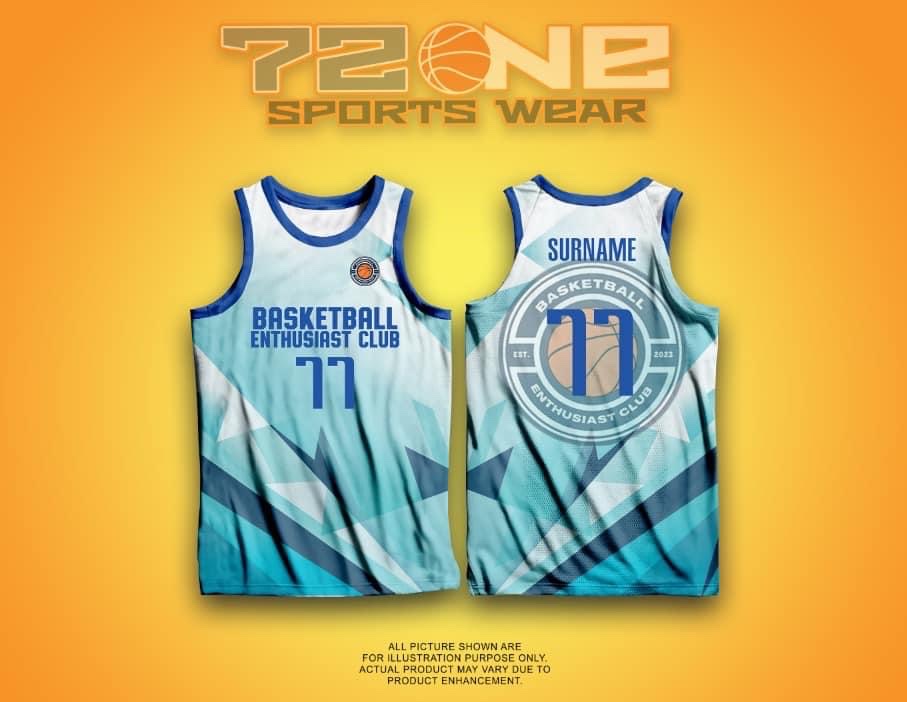 7ZONE
SPORTS WEAR
BASKETBALL
ENTHUSIAST CLUB
77
SURNAME
BASKETBALL
77
EST.
2023
ENTHUSIAST CLUB
ALL PICTURE SHOWN ARE
FOR ILLUSTRATION PURPOSE ONLY.
ACTUAL PRODUCT MAY VARY DUE TO
PRODUCT ENHANCEMENT.